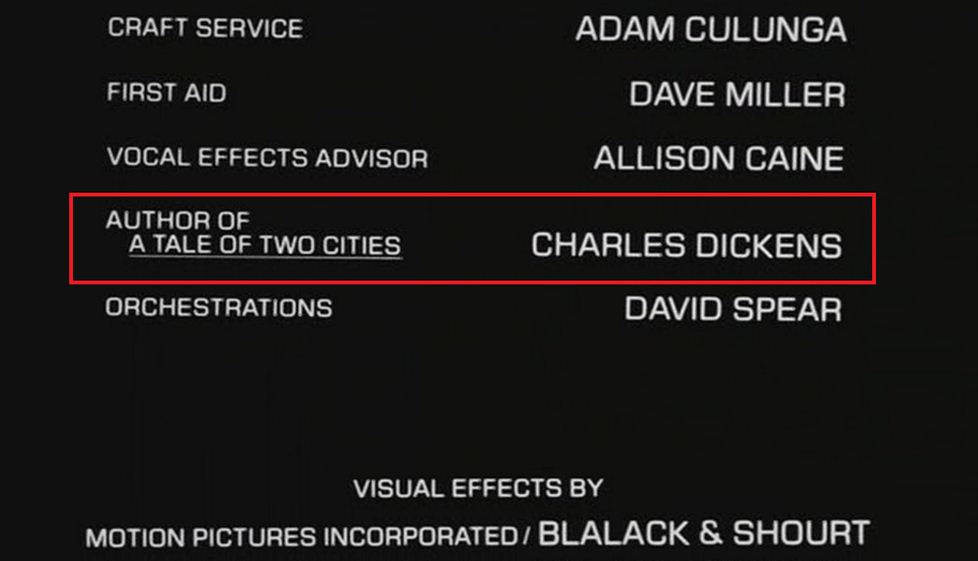 CRAFT SERVICE ADAM CULUNGA
FIRST AID DAVE MILLER
VOCAL EFFECTS ADVISOR ALLISON CAINE
AUTHOR OF
A TALE OF TWO CITIES CHARLES DICKENS
ORCHESTRATIONS DAVID SPEAR
VISUAL EFFECTS BY
MOTION PICTURES INCORPORATED / BLALACK & SHOURT